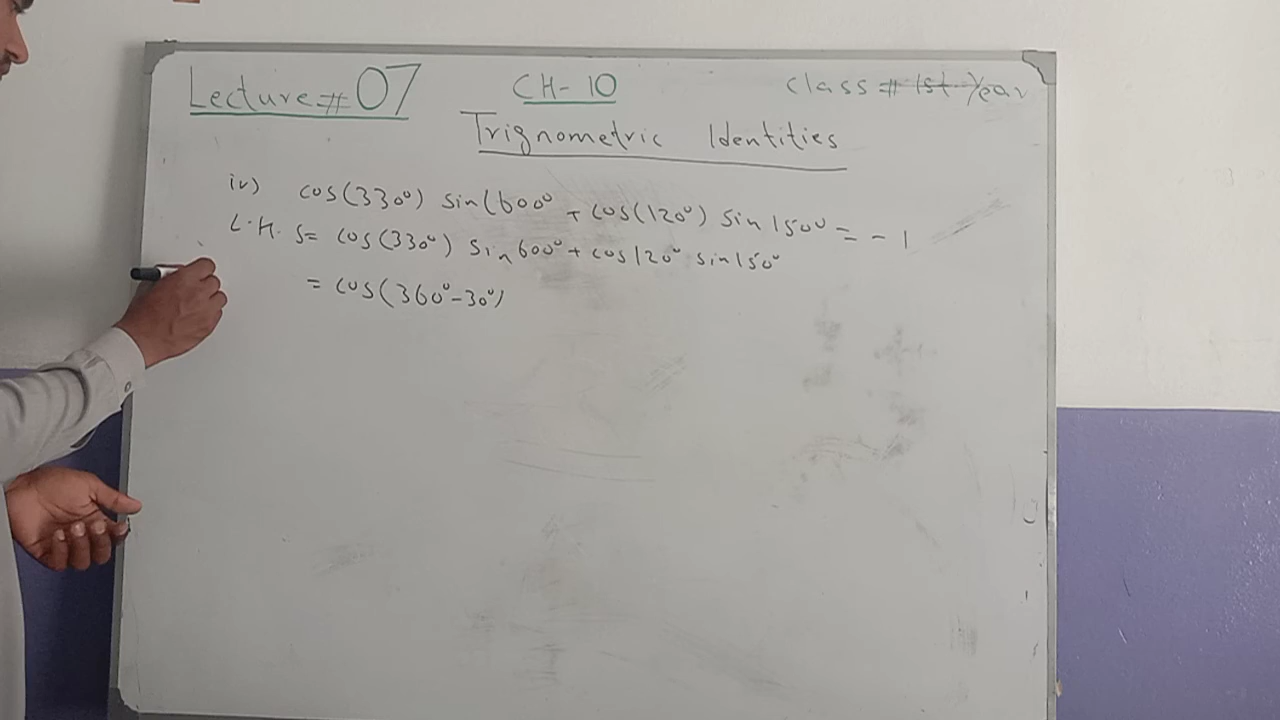 Lecture # 07 CH- 10 Class # 1st Year
Trignometric Identities
iv) cos(330°) sin(600° + cos(120°) sin 150° = - 1
L.H.S= cos(330°) sin 600° + cos 120° sin 150°
= cos(360°-30°)